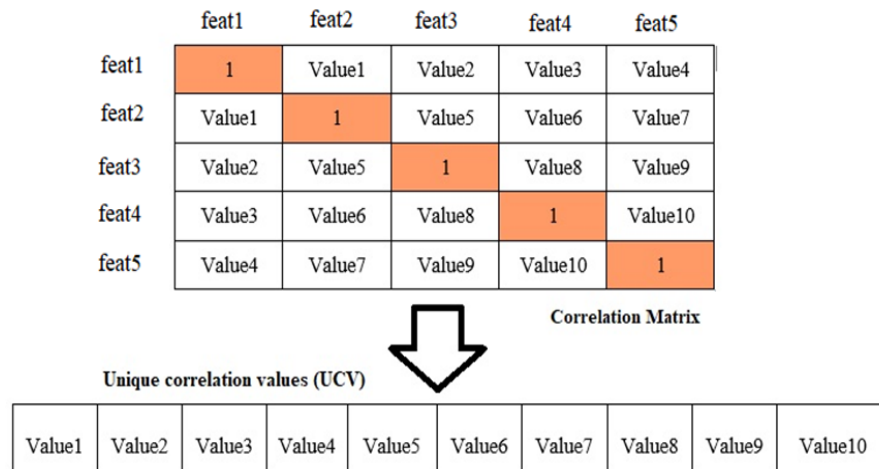 feat1 feat2 feat3 feat4 feat5
feat1 1 Value1 Value2 Value3 Value4
feat2 Value1 1 Value5 Value6 Value7
feat3 Value2 Value5 1 Value8 Value9
feat4 Value3 Value6 Value8 1 Value10
feat5 Value4 Value7 Value9 Value10 1
Correlation Matrix
Unique correlation values (UCV)
Value1 Value2 Value3 Value4 Value5 Value6 Value7 Value8 Value9 Value10